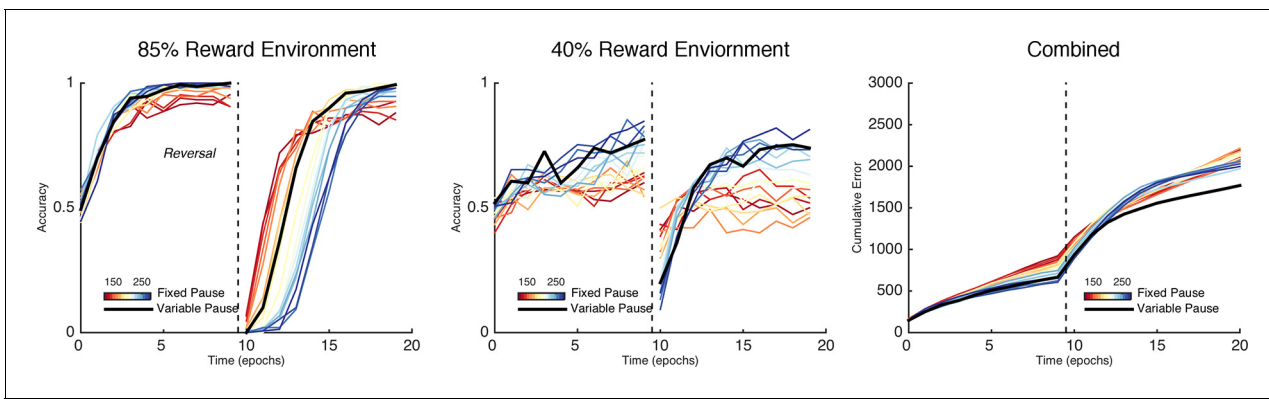 85% Reward Environment
1
0.5
0
Accuracy
Reversal
150 250
Fixed Pause
Variable Pause
0 5 10 15 20
Time (epochs)
40% Reward Enviornment
1
0.5
0
Accuracy
150 250
Fixed Pause
Variable Pause
0 5 10 15 20
Time (epochs)
Combined
3000
2500
2000
1500
1000
500
0
Cumulative Error
150 250
Fixed Pause
Variable Pause
0 5 10 15 20
Time (epochs)